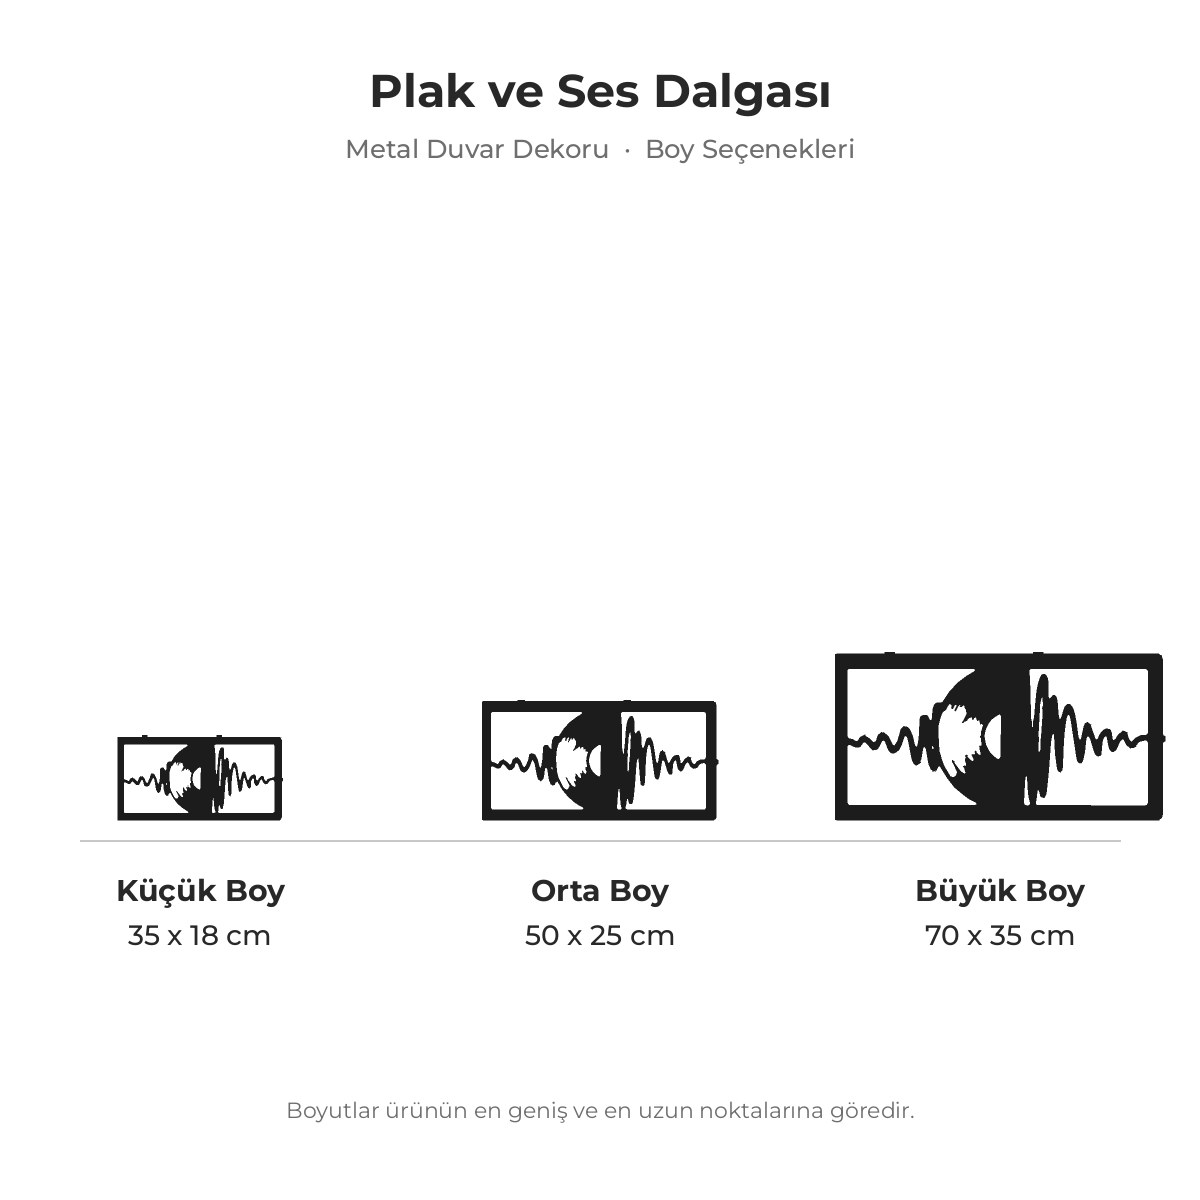 Plak ve Ses Dalgası
Metal Duvar Dekoru · Boy Seçenekleri
Küçük Boy
35 x 18 cm
Orta Boy
50 x 25 cm
Büyük Boy
70 x 35 cm
Boyutlar ürünün en geniş ve en uzun noktalarına göredir.